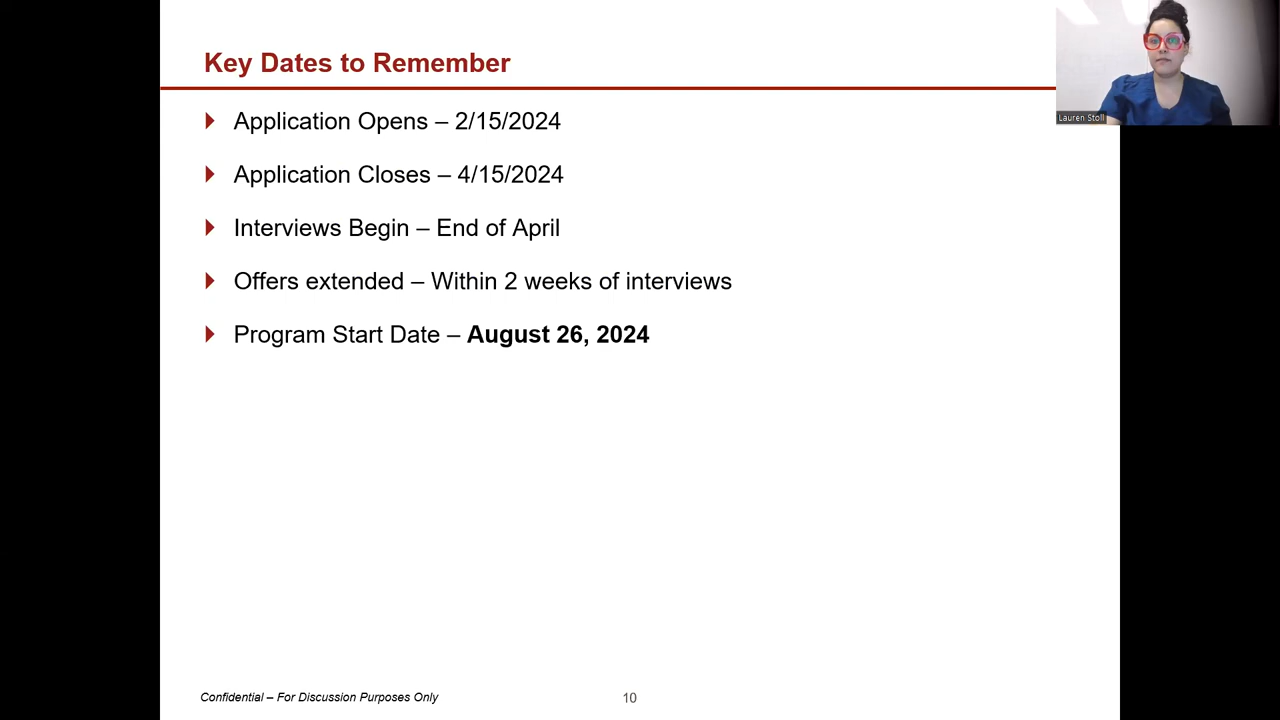 Key Dates to Remember
Lauren Stoll
Application Opens – 2/15/2024
Application Closes – 4/15/2024
Interviews Begin – End of April
Offers extended – Within 2 weeks of interviews
Program Start Date – August 26, 2024
Confidential – For Discussion Purposes Only
10